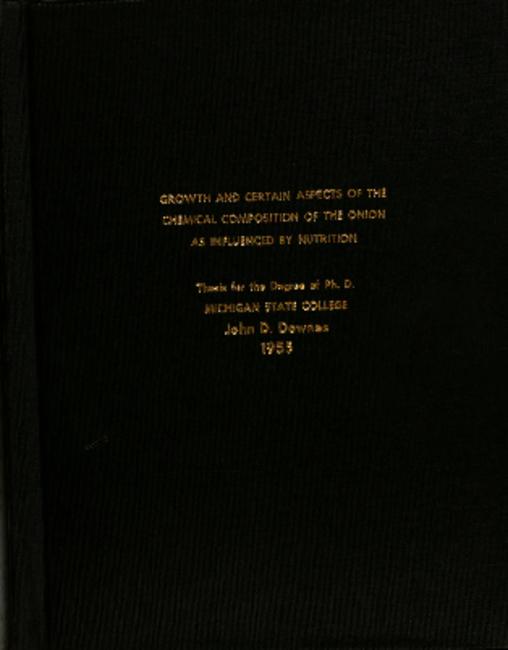 GROWTH AND CERTAIN ASPECTS OF THE
CHEMICAL COMPOSITION OF THE ONION
AS INFLUENCED BY NUTRITION
Thesis for the Degree of Ph. D.
MICHIGAN STATE COLLEGE
John D. Downes
1953